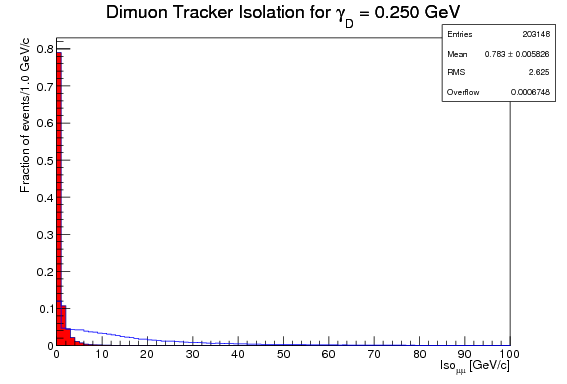 Dimuon Tracker Isolation for γD = 0.250 GeV
Entries 203148
Mean 0.783 ± 0.005826
RMS 2.625
Overflow 0.0006748
Fraction of events/1.0 GeV/c
0.8
0.7
0.6
0.5
0.4
0.3
0.2
0.1
0
0 10 20 30 40 50 60 70 80 90 100
Isoμμ [GeV/c]